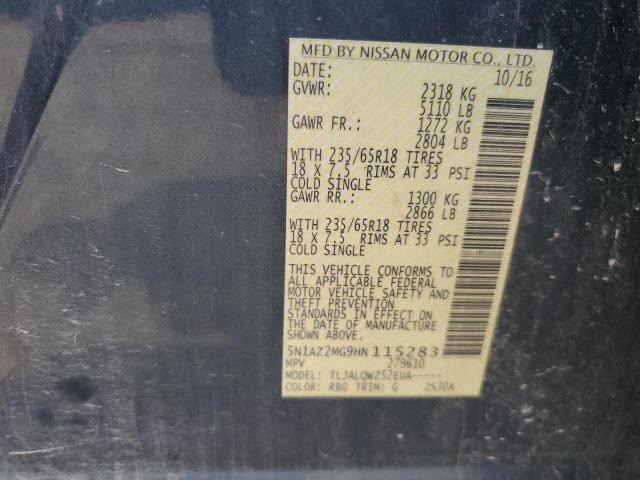 MFD BY NISSAN MOTOR CO., LTD.
DATE: 10/16
GVWR: 2318 KG
5110 LB
GAWR FR.: 1272 KG
2804 LB
WITH 235/65R18 TIRES
18 X 7.5 RIMS AT 33 PSI
COLD SINGLE
GAWR RR.: 1300 KG
2866 LB
WITH 235/65R18 TIRES
18 X 7.5 RIMS AT 33 PSI
COLD SINGLE
THIS VEHICLE CONFORMS TO
ALL APPLICABLE FEDERAL
MOTOR VEHICLE SAFETY AND
THEFT PREVENTION
STANDARDS IN EFFECT ON
THE DATE OF MANUFACTURE
SHOWN ABOVE.
5N1AZ2MG9HN115283
MPV 279610
MODEL: TLJALQWZ52EUA-----
COLOR: RBG TRIM: G 2S30A